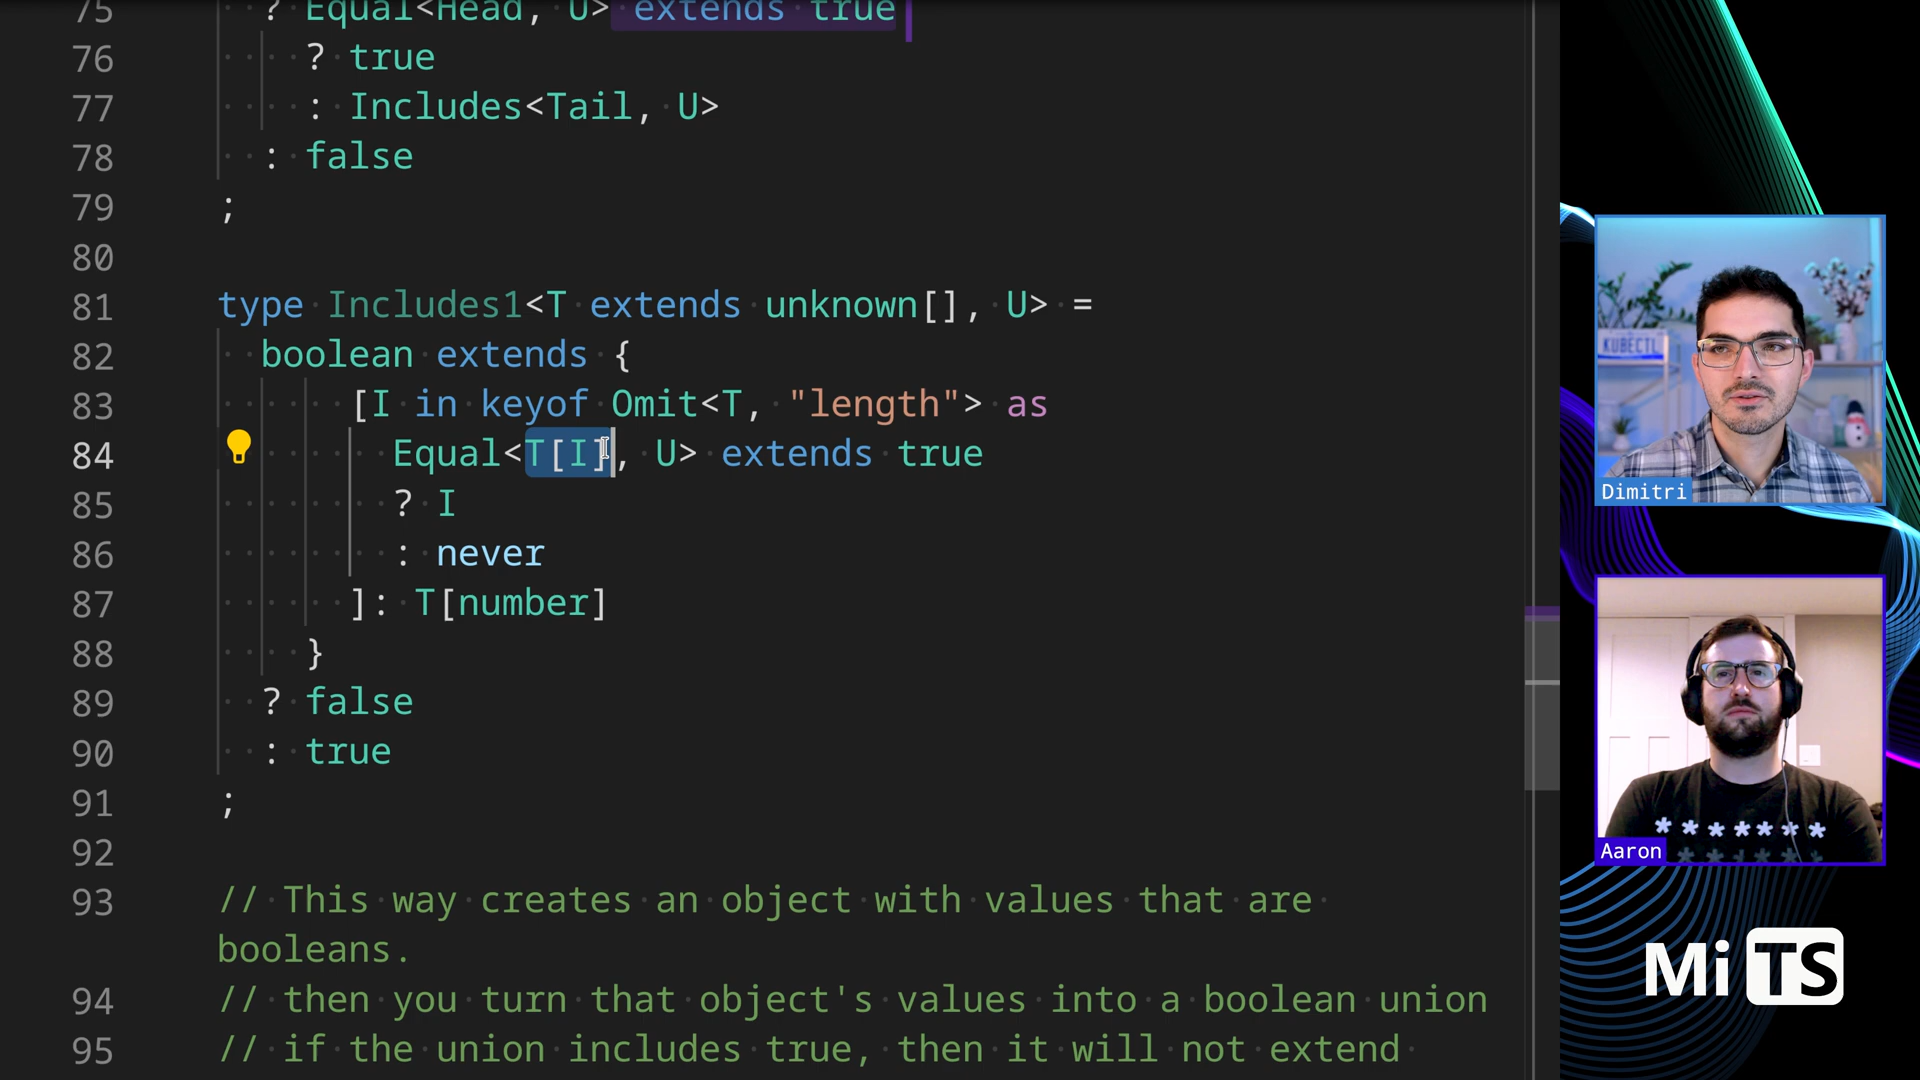 75 ? Equal<Head, U> extends true
76 ? true
77 : Includes<Tail, U>
78 : false
79 ;
80
81 type Includes1<T extends unknown[], U> =
82 boolean extends {
83 [I in keyof Omit<T, "length"> as
84 Equal<T[I], U> extends true
85 ? I
86 : never
87 ]: T[number]
88 }
89 ? false
90 : true
91 ;
92
93 // This way creates an object with values that are
booleans.
94 // then you turn that object's values into a boolean union
95 // if the union includes true, then it will not extend
KUBECTL
Dimitri
* * * * * * *
Aaron
Mi TS